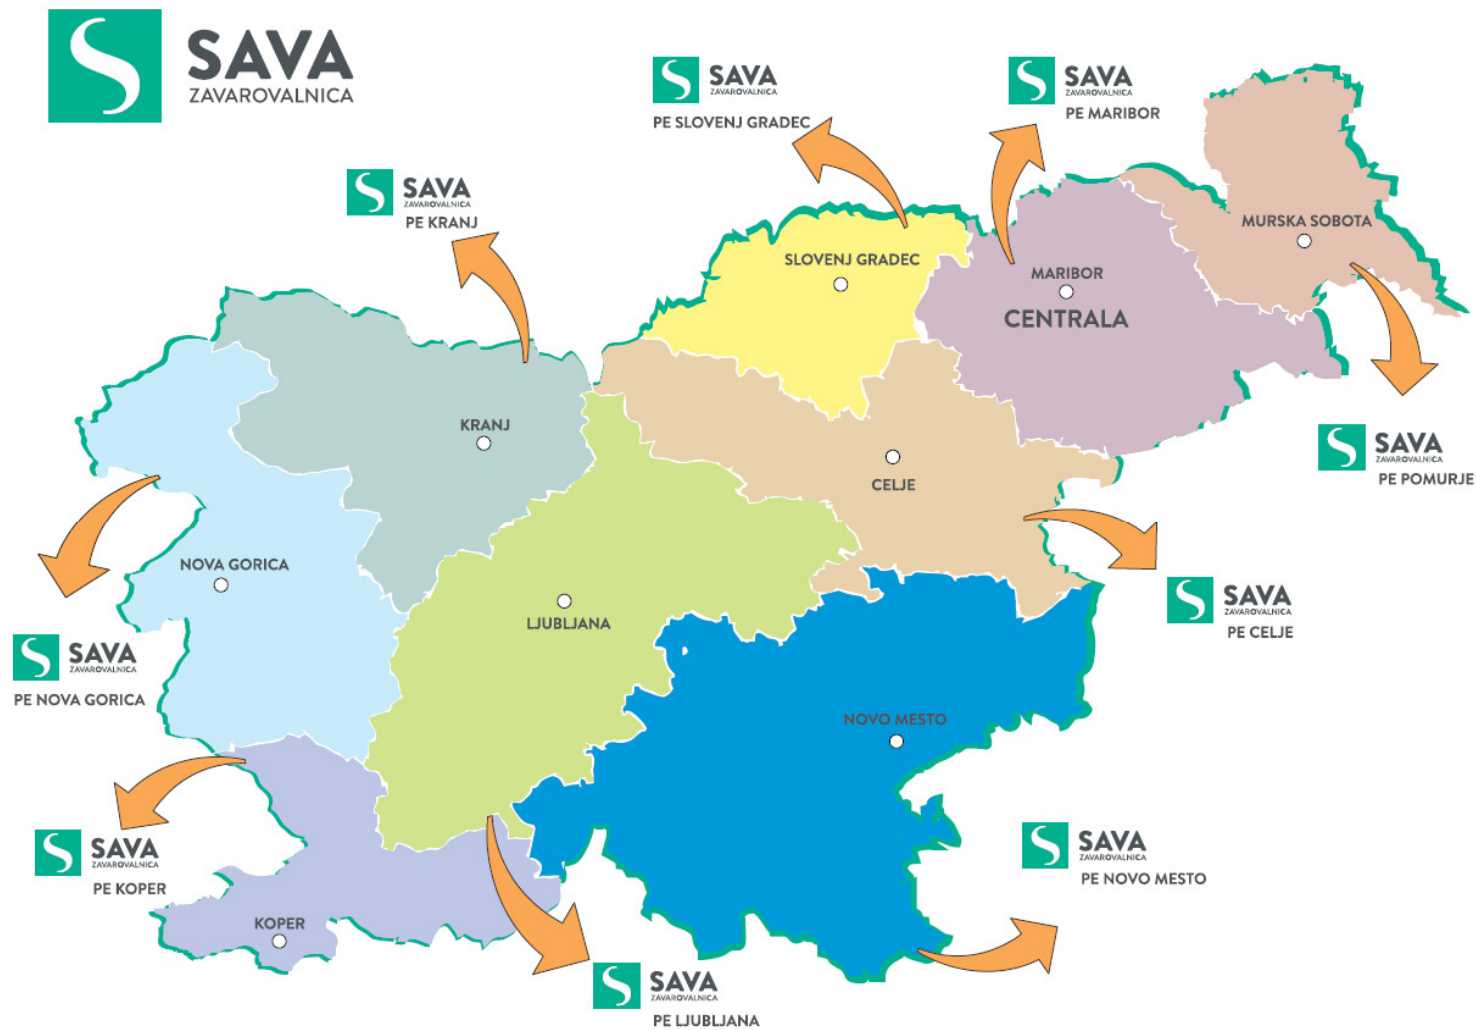 SAVA
ZAVAROVALNICA
SAVA
ZAVAROVALNICA
PE SLOVENJ GRADEC
SAVA
ZAVAROVALNICA
PE MARIBOR
SAVA
ZAVAROVALNICA
PE KRANJ
MURSKA SOBOTA
SLOVENJ GRADEC
MARIBOR
CENTRALA
KRANJ
SAVA
ZAVAROVALNICA
PE POMURJE
CELJE
NOVA GORICA
LJUBLJANA
SAVA
ZAVAROVALNICA
PE CELJE
SAVA
ZAVAROVALNICA
PE NOVA GORICA
NOVO MESTO
SAVA
ZAVAROVALNICA
PE KOPER
SAVA
ZAVAROVALNICA
PE NOVO MESTO
KOPER
SAVA
ZAVAROVALNICA
PE LJUBLJANA